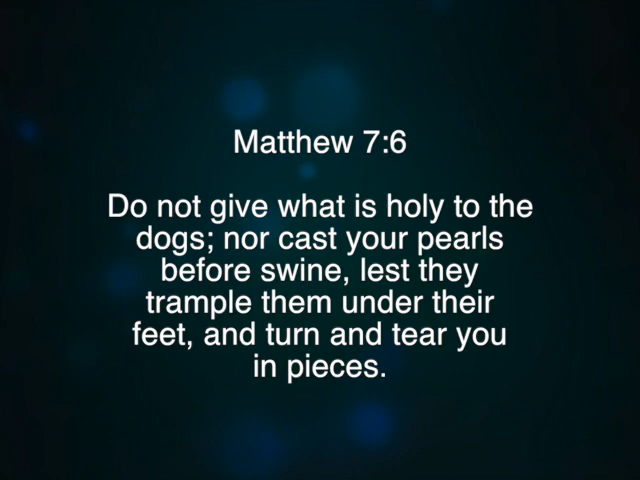 Matthew 7:6
Do not give what is holy to the
dogs; nor cast your pearls
before swine, lest they
trample them under their
feet, and turn and tear you
in pieces.